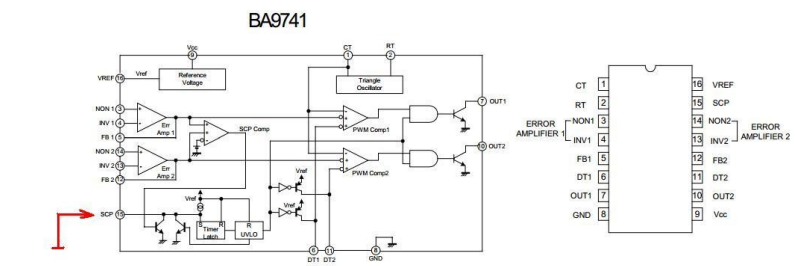 BA9741
Vcc
9
CT
1
RT
2
VREF 16 Vref
Reference
Voltage
Triangle
Oscillator
NON 1 3
INV 1 4
FB 1 5
Err
Amp 1
SCP Comp
PWM Comp1
7 OUT1
NON 2 14
INV 2 13
FB 2 12
Err
Amp 2
PWM Comp2
10 OUT2
Vref
Vref
Vref
SCP 15
S R
Timer
Latch
R
UVLO
6
DT1
11
DT2
8
GND
CT 1 16 VREF
RT 2 15 SCP
ERROR
AMPLIFIER 1
NON1 3 14 NON2
INV1 4 13 INV2
ERROR
AMPLIFIER 2
FB1 5 12 FB2
DT1 6 11 DT2
OUT1 7 10 OUT2
GND 8 9 Vcc